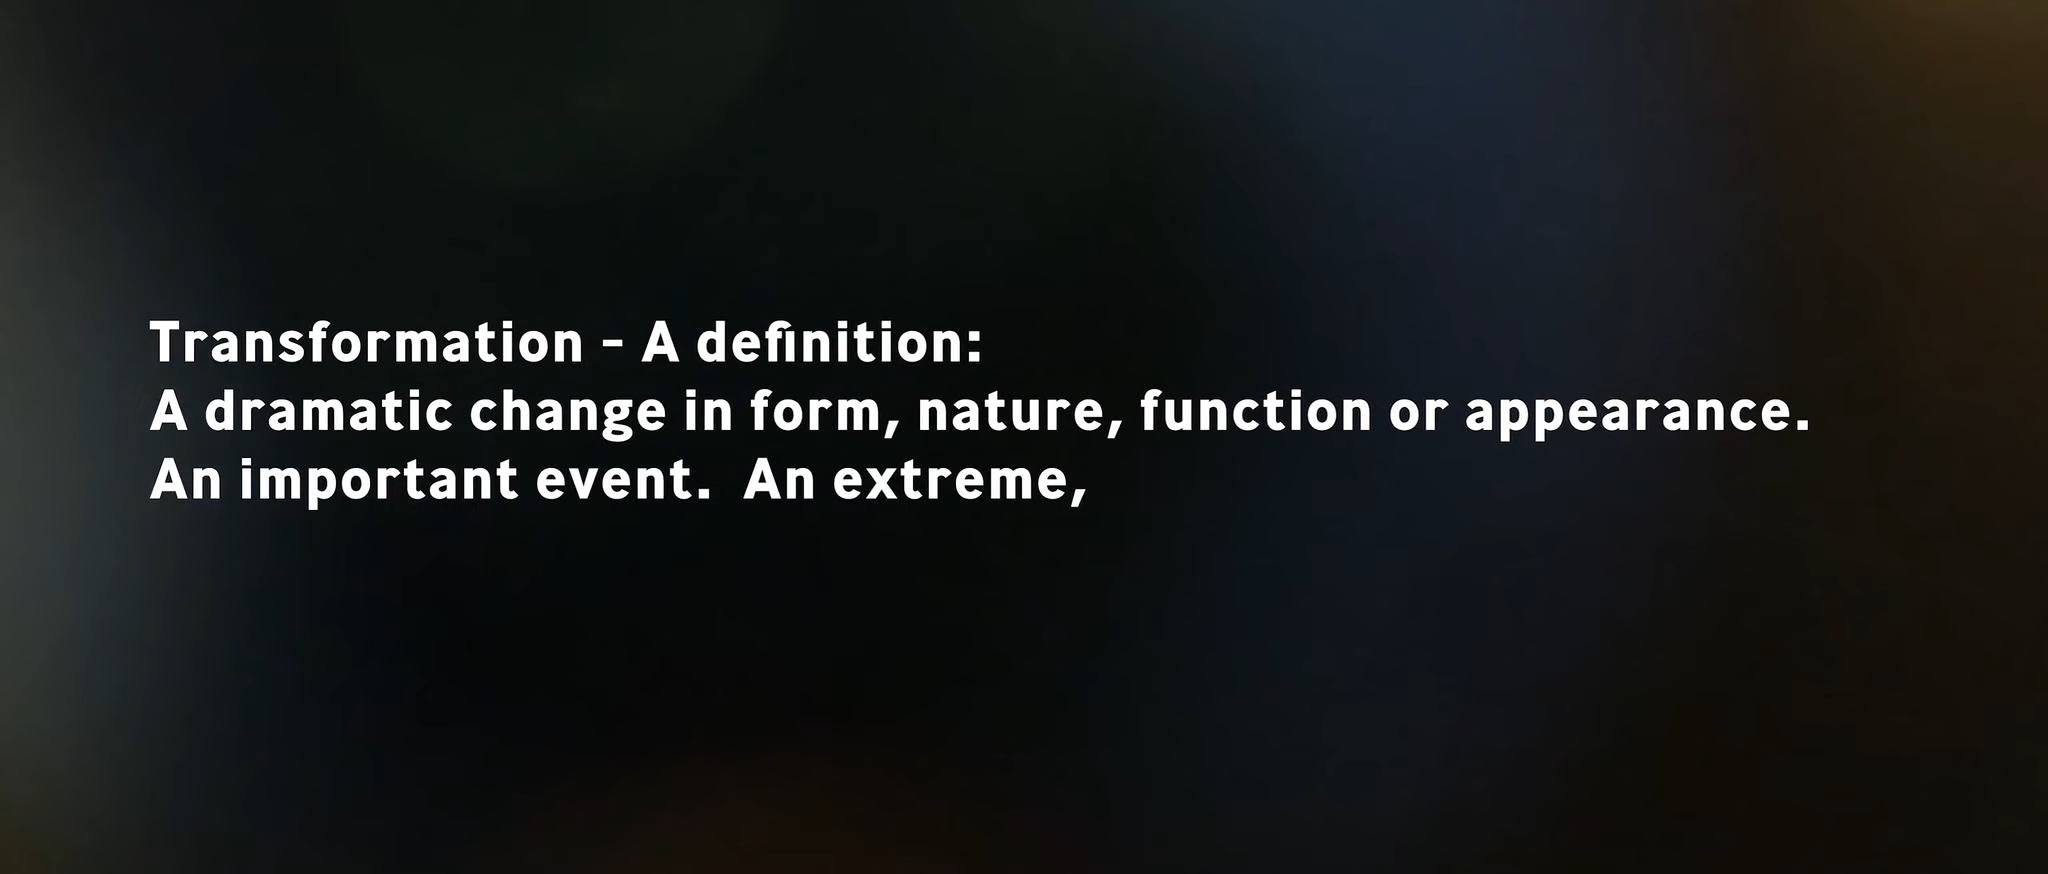 Transformation – A definition:
A dramatic change in form, nature, function or appearance.
An important event.  An extreme,